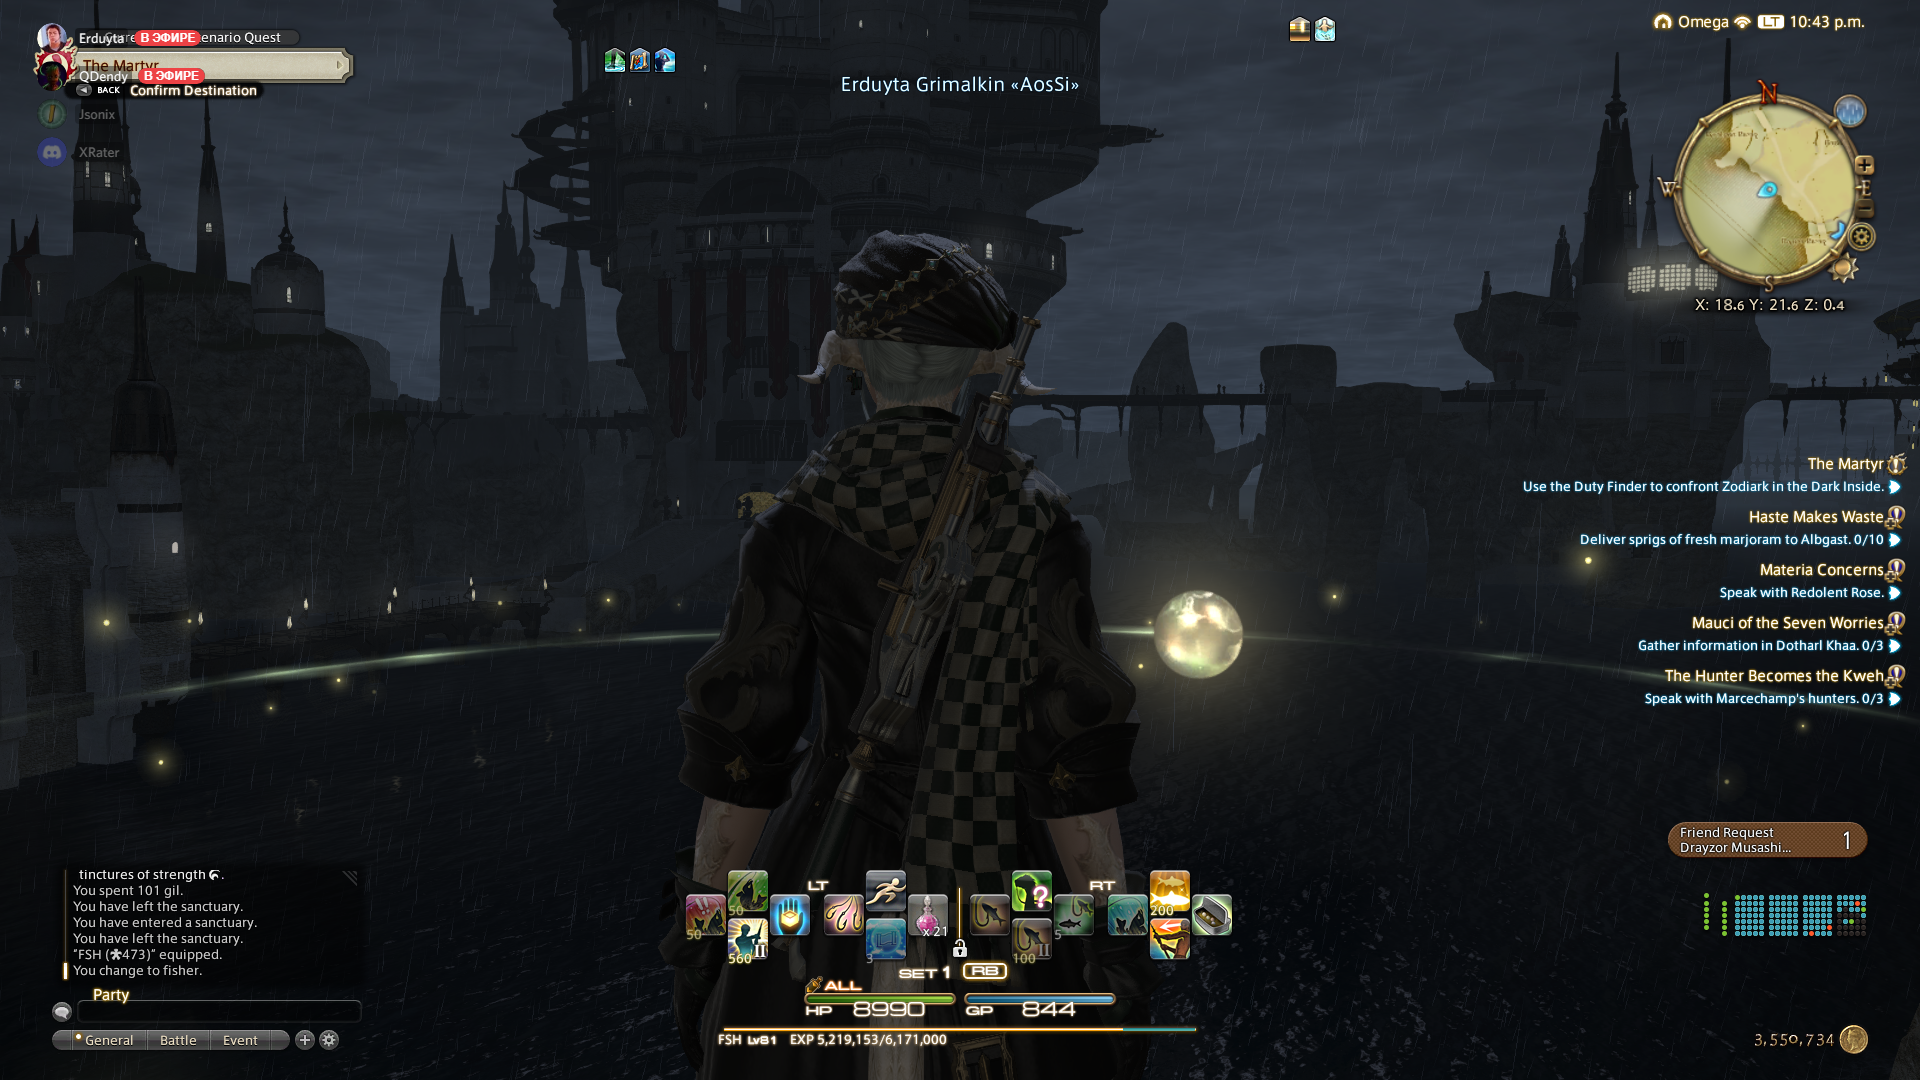 Erduyta В ЭФИРЕ enario Quest
The Martyr
QDendy В ЭФИРЕ
BACK Confirm Destination
Jsonix
XRater
Erduyta Grimalkin «AosSi»
Omega LT 10:43 p.m.
N
W
E
S
X: 18.6 Y: 21.6 Z: 0.4
The Martyr
Use the Duty Finder to confront Zodiark in the Dark Inside.
Haste Makes Waste
Deliver sprigs of fresh marjoram to Albgast. 0/10
Materia Concerns
Speak with Redolent Rose.
Mauci of the Seven Worries
Gather information in Dotharl Khaa. 0/3
The Hunter Becomes the Kweh
Speak with Marcechamp's hunters. 0/3
Friend Request
Drayzor Musashi...
1
tinctures of strength.
You spent 101 gil.
You have left the sanctuary.
You have entered a sanctuary.
You have left the sanctuary.
“FSH (473)” equipped.
You change to fisher.
Party
General Battle Event
LT RT
50
50
560 II
3
x 21
5
100 II
200
SET 1 RB
ALL
HP 8990 GP 844
FSH Lv81 EXP 5,219,153/6,171,000
3,550,734